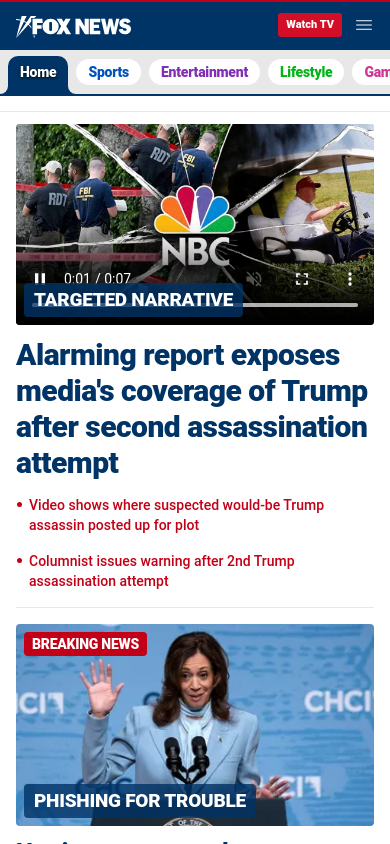 FOX NEWS
Watch TV
Home
Sports
Entertainment
Lifestyle
Gam
RDT
FBI
RDT
FBI
NBC
0:01 / 0:07
TARGETED NARRATIVE
Alarming report exposes
media's coverage of Trump
after second assassination
attempt
• Video shows where suspected would-be Trump
assassin posted up for plot
• Columnist issues warning after 2nd Trump
assassination attempt
BREAKING NEWS
CHCI
CHCI
PHISHING FOR TROUBLE